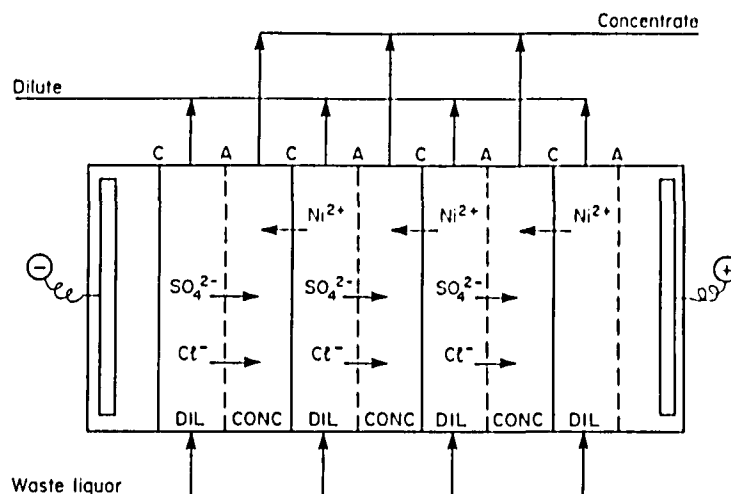 Concentrate
Dilute
C A C A C A C A
Ni²⁺ Ni²⁺ Ni²⁺
− SO₄²⁻ SO₄²⁻ SO₄²⁻ +
Cℓ⁻ Cℓ⁻ Cℓ⁻
DIL CONC DIL CONC DIL CONC DIL
Waste liquor